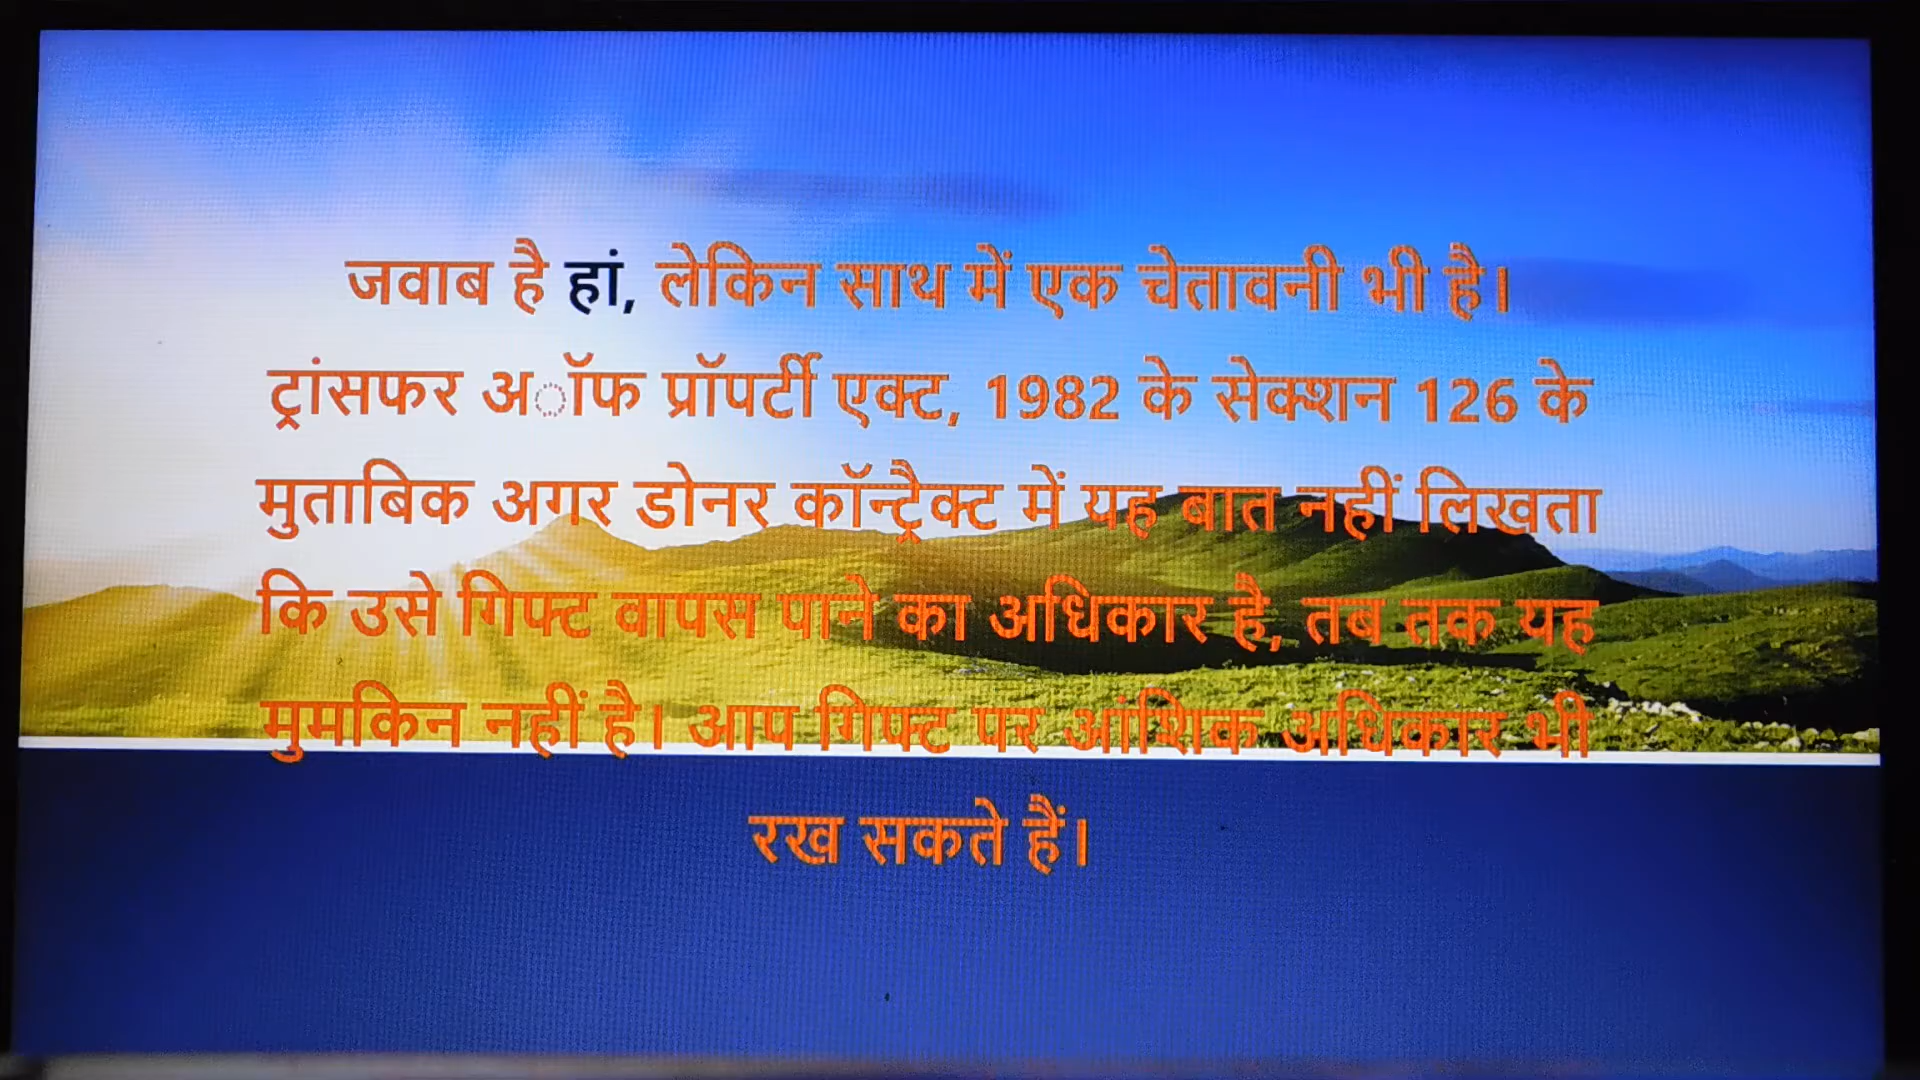 जवाब है हां, लेकिन साथ में एक चेतावनी भी है।
ट्रांसफर अॉफ प्रॉपर्टी एक्ट, 1982 के सेक्शन 126 के
मुताबिक अगर डोनर कॉन्ट्रैक्ट में यह बात नहीं लिखता
कि उसे गिफ्ट वापस पाने का अधिकार है, तब तक यह
मुमकिन नहीं है। आप गिफ्ट पर आंशिक अधिकार भी
रख सकते हैं।